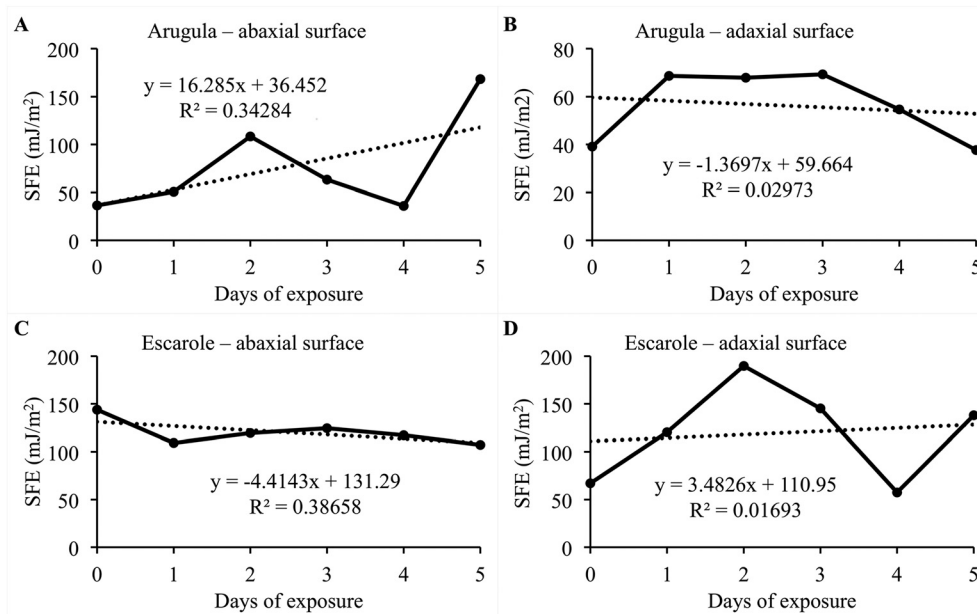 A
Arugula – abaxial surface
200
150
100
50
0
SFE (mJ/m²)
y = 16.285x + 36.452
R² = 0.34284
0 1 2 3 4 5
Days of exposure
B
Arugula – adaxial surface
80
60
40
20
0
SFE (mJ/m2)
y = -1.3697x + 59.664
R² = 0.02973
0 1 2 3 4 5
Days of exposure
C
Escarole – abaxial surface
200
150
100
50
0
SFE (mJ/m²)
y = -4.4143x + 131.29
R² = 0.38658
0 1 2 3 4 5
Days of exposure
D
Escarole – adaxial surface
200
150
100
50
0
SFE (mJ/m²)
y = 3.4826x + 110.95
R² = 0.01693
0 1 2 3 4 5
Days of exposure